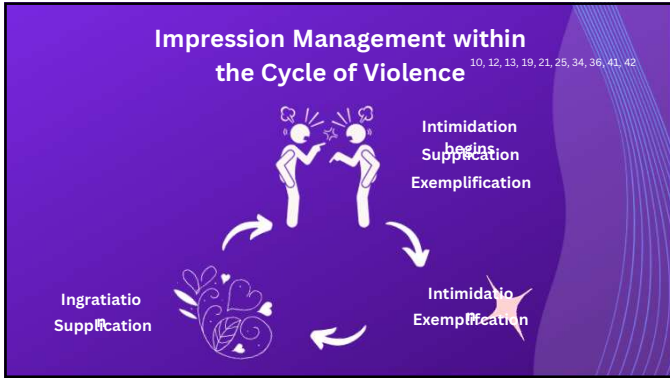 Impression Management within
the Cycle of Violence 10, 12, 13, 19, 21, 25, 34, 36, 41, 42
Intimidation
begins
Supplication
Exemplification
Intimidatio
n
Exemplification
Ingratiatio
n
Supplication